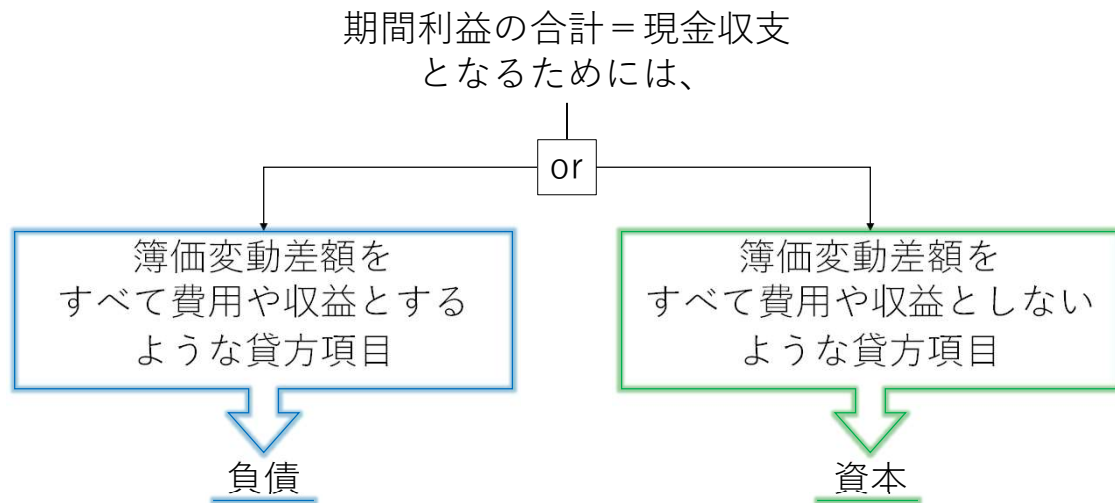 期間利益の合計＝現金収支
となるためには、
or
簿価変動差額を
すべて費用や収益とする
ような貸方項目
簿価変動差額を
すべて費用や収益としない
ような貸方項目
負債
資本